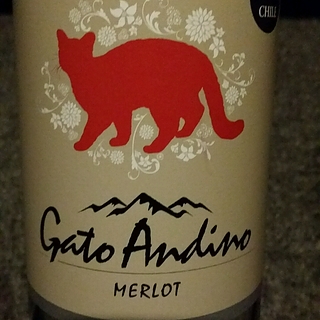 CHILE
Gato Andino
MERLOT